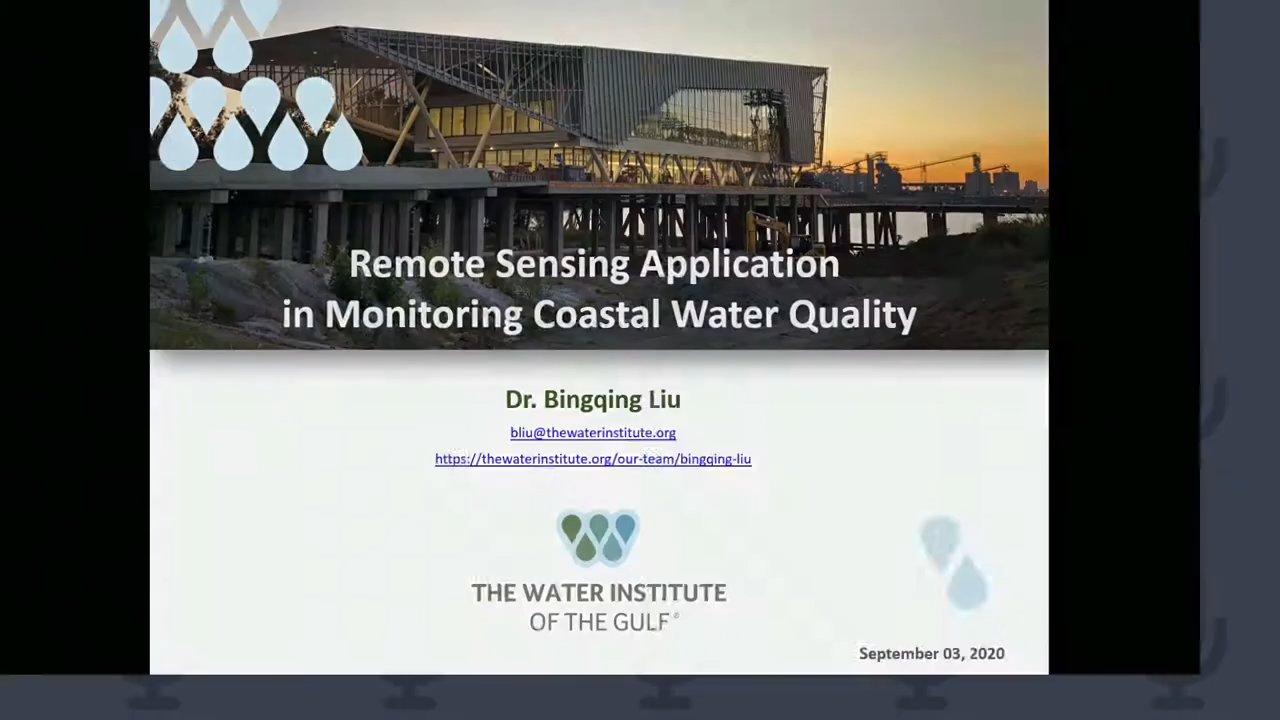 Remote Sensing Application
in Monitoring Coastal Water Quality
Dr. Bingqing Liu
bliu@thewaterinstitute.org
https://thewaterinstitute.org/our-team/bingqing-liu
THE WATER INSTITUTE
OF THE GULF®
September 03, 2020